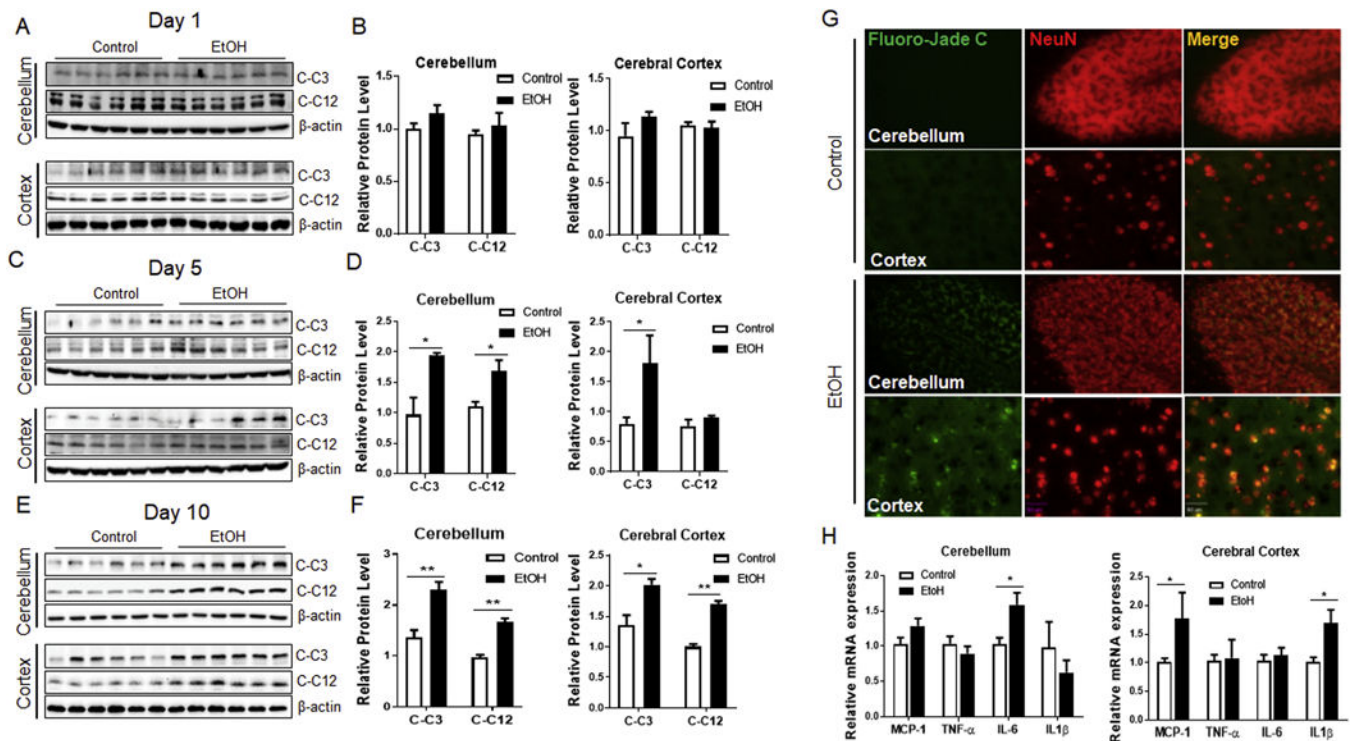 A
Day 1
Control
EtOH
Cerebellum
C-C3
C-C12
β-actin
Cortex
C-C3
C-C12
β-actin
B
Cerebellum
Control
EtOH
Relative Protein Level
1.5
1.0
0.5
0.0
C-C3
C-C12
Cerebral Cortex
Control
EtOH
Relative Protein Level
1.5
1.0
0.5
0.0
C-C3
C-C12
C
Day 5
Control
EtOH
Cerebellum
C-C3
C-C12
β-actin
Cortex
C-C3
C-C12
β-actin
D
Cerebellum
Control
EtOH
Relative Protein Level
2.5
2.0
1.5
1.0
0.5
0.0
*
*
C-C3
C-C12
Cerebral Cortex
Control
EtOH
Relative Protein Level
2.5
2.0
1.5
1.0
0.5
0.0
*
C-C3
C-C12
E
Day 10
Control
EtOH
Cerebellum
C-C3
C-C12
β-actin
Cortex
C-C3
C-C12
β-actin
F
Cerebellum
Control
EtOH
Relative Protein Level
3
2
1
0
**
**
C-C3
C-C12
Cerebral Cortex
Control
EtOH
Relative Protein Level
2.5
2.0
1.5
1.0
0.5
0.0
*
**
C-C3
C-C12
G
Fluoro-Jade C
NeuN
Merge
Control
Cerebellum
Cortex
EtOH
Cerebellum
Cortex
H
Cerebellum
Control
EtoH
Relative mRNA expression
2.0
1.5
1.0
0.5
0.0
*
MCP-1
TNF-α
IL-6
IL1β
Cerebral Cortex
Control
EtoH
Relative mRNA expression
2.5
2.0
1.5
1.0
0.5
0.0
*
*
MCP-1
TNF-α
IL-6
IL1β